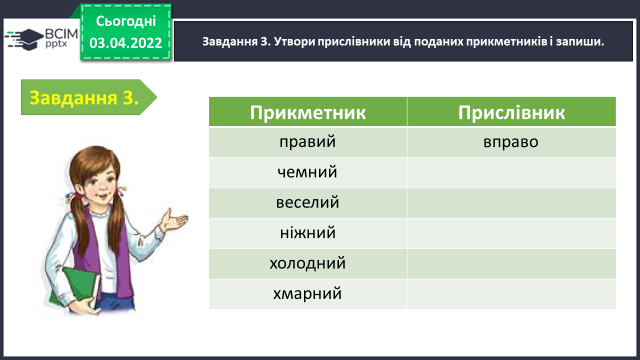 BCIM
pptx
Сьогодні
03.04.2022
Завдання 3. Утвори прислівники від поданих прикметників і запиши.
Завдання 3.
Прикметник Прислівник
правий вправо
чемний
веселий
ніжний
холодний
хмарний